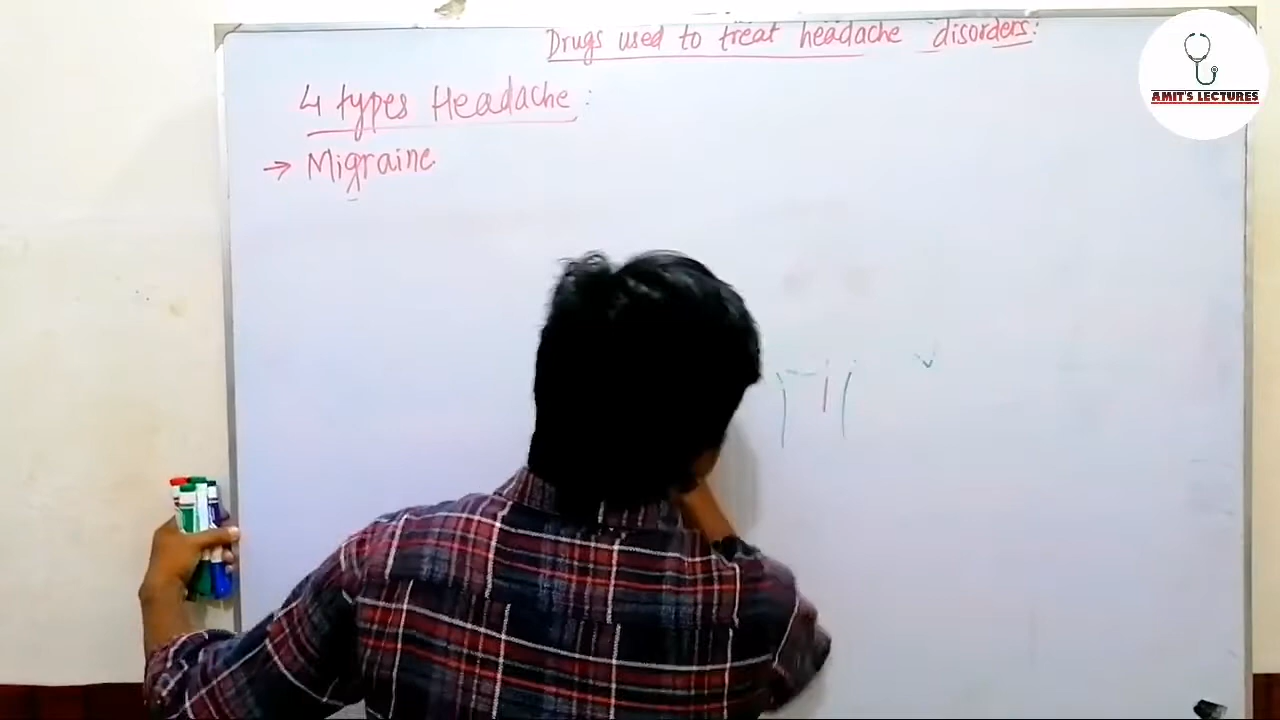 Drugs used to treat headache disorders:
AMIT'S LECTURES
4 types Headache:
→ Migraine